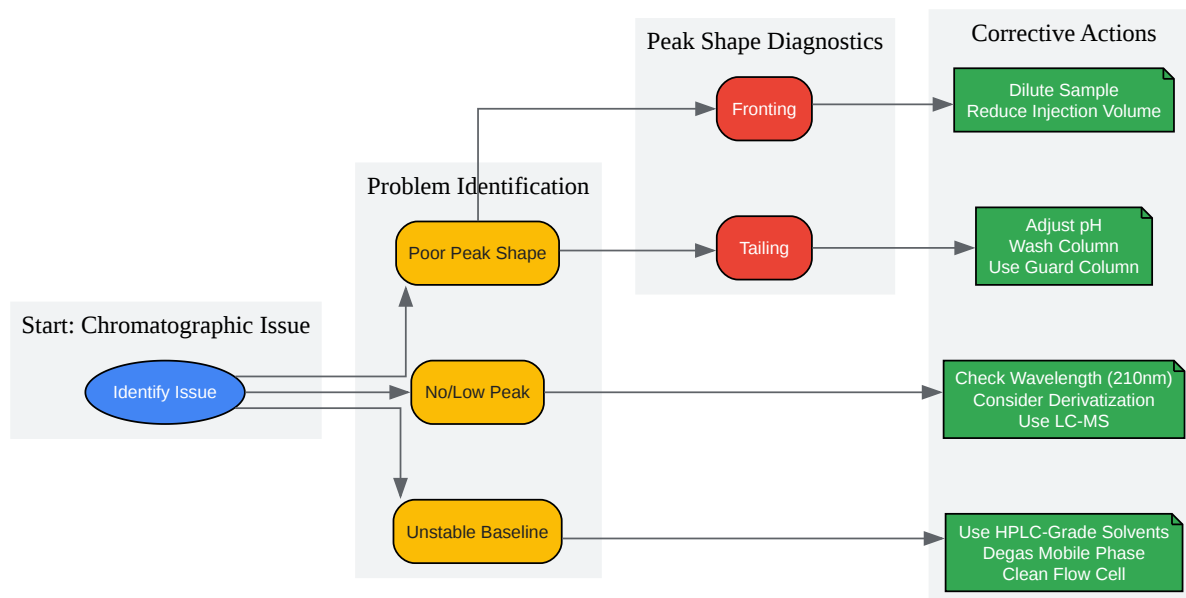 Start: Chromatographic Issue
Identify Issue
Problem Identification
Poor Peak Shape
No/Low Peak
Unstable Baseline
Peak Shape Diagnostics
Fronting
Tailing
Corrective Actions
Dilute Sample
Reduce Injection Volume
Adjust pH
Wash Column
Use Guard Column
Check Wavelength (210nm)
Consider Derivatization
Use LC-MS
Use HPLC-Grade Solvents
Degas Mobile Phase
Clean Flow Cell